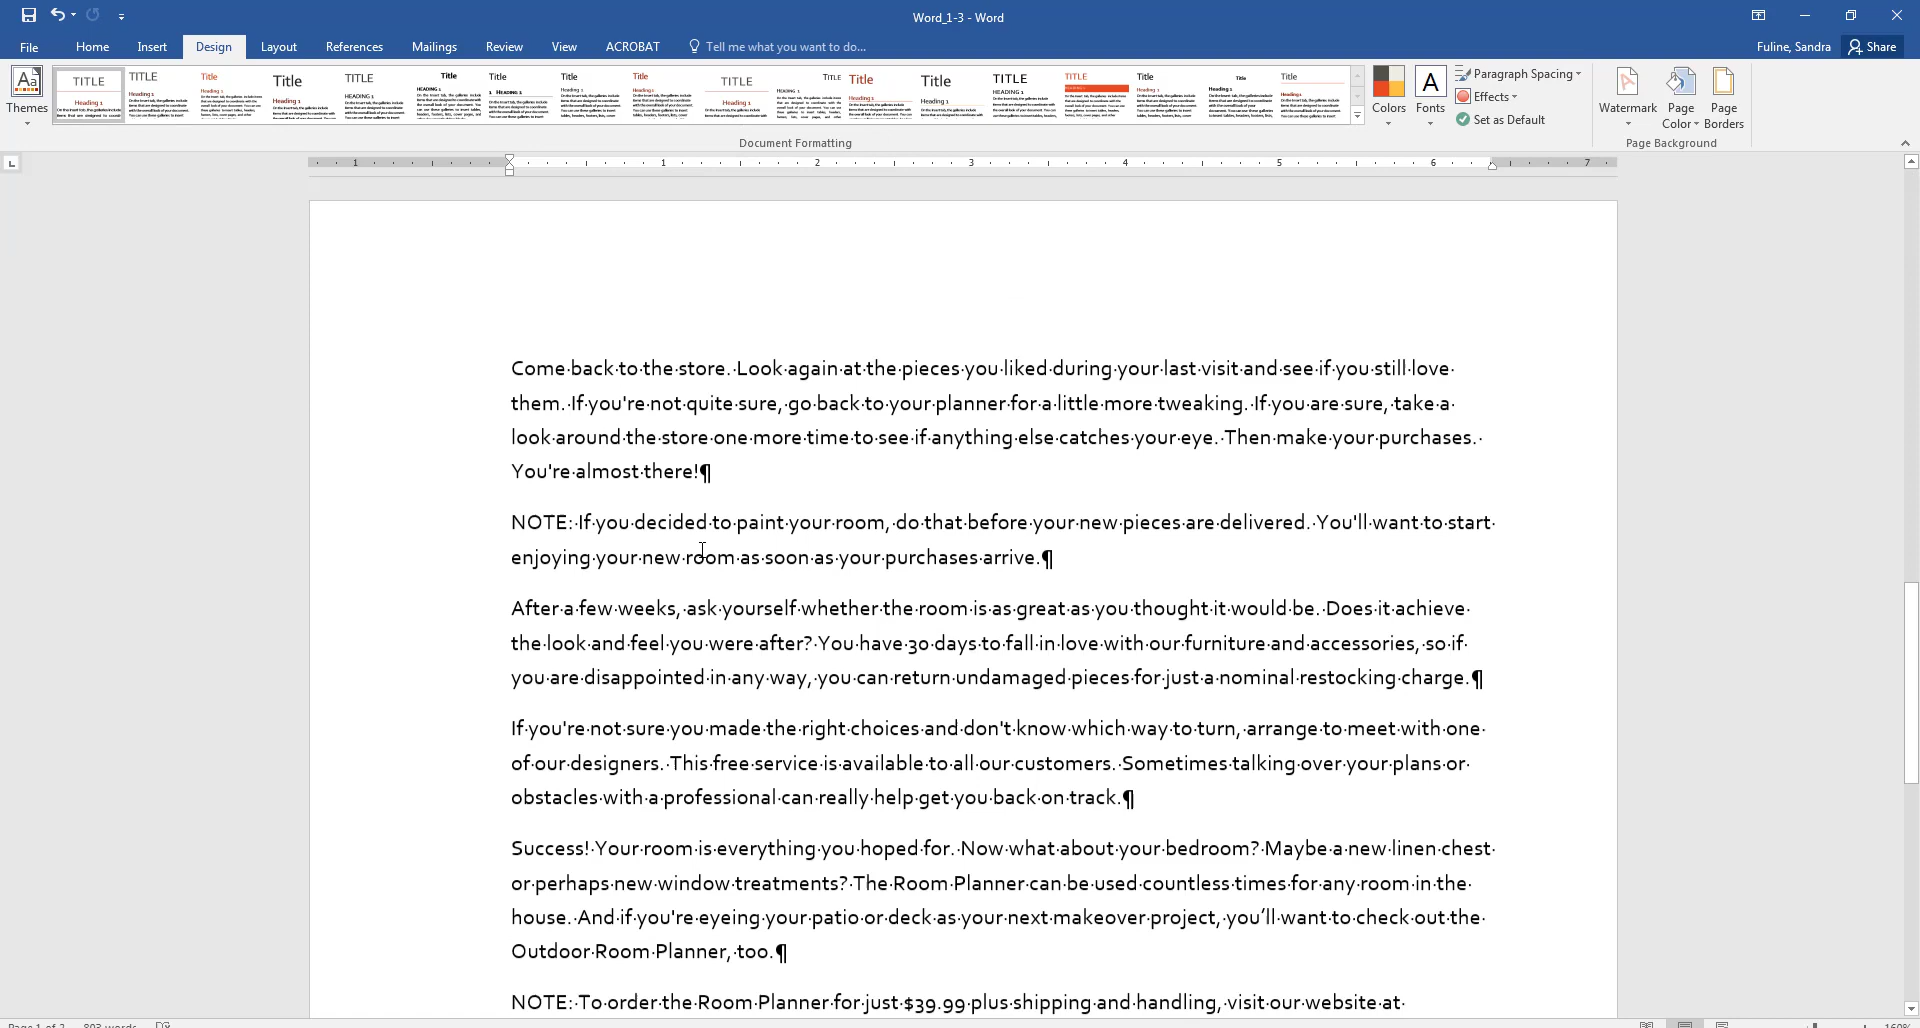 Word_1-3 - Word
File Home Insert Design Layout References Mailings Review View ACROBAT Tell me what you want to do... Fuline, Sandra Share
Themes
TITLE TITLE Title Title TITLE Title Title Title Title TITLE TITLE Title Title TITLE TITLE Title Title Title
Heading 1 Heading 1 Heading 1 Heading 1 HEADING 1 HEADING 1 1 HEADING 1 Heading 1 Heading 1 Heading 1 HEADING 1 Heading 1 Heading 1 HEADING 1 Heading 1 HEADING 1 Heading 1
Colors Fonts
Paragraph Spacing
Effects
Set as Default
Watermark Page Color Page Borders
Document Formatting Page Background
1 1 2 3 4 5 6 7
Come·back·to·the·store.·Look·again·at·the·pieces·you·liked·during·your·last·visit·and·see·if·you·still·love·
them.·If·you're·not·quite·sure,·go·back·to·your·planner·for·a·little·more·tweaking.·If·you·are·sure,·take·a·
look·around·the·store·one·more·time·to·see·if·anything·else·catches·your·eye.·Then·make·your·purchases.·
You're·almost·there!¶
NOTE:·If·you·decided·to·paint·your·room,·do·that·before·your·new·pieces·are·delivered.·You'll·want·to·start·
enjoying·your·new·room·as·soon·as·your·purchases·arrive.¶
After·a·few·weeks,·ask·yourself·whether·the·room·is·as·great·as·you·thought·it·would·be.·Does·it·achieve·
the·look·and·feel·you·were·after?·You·have·30·days·to·fall·in·love·with·our·furniture·and·accessories,·so·if·
you·are·disappointed·in·any·way,·you·can·return·undamaged·pieces·for·just·a·nominal·restocking·charge.¶
If·you're·not·sure·you·made·the·right·choices·and·don't·know·which·way·to·turn,·arrange·to·meet·with·one·
of·our·designers.·This·free·service·is·available·to·all·our·customers.·Sometimes·talking·over·your·plans·or·
obstacles·with·a·professional·can·really·help·get·you·back·on·track.¶
Success!·Your·room·is·everything·you·hoped·for.·Now·what·about·your·bedroom?·Maybe·a·new·linen·chest·
or·perhaps·new·window·treatments?·The·Room·Planner·can·be·used·countless·times·for·any·room·in·the·
house.·And·if·you're·eyeing·your·patio·or·deck·as·your·next·makeover·project,·you’ll·want·to·check·out·the·
Outdoor·Room·Planner,·too.¶
NOTE:·To·order·the·Room·Planner·for·just·$39.99·plus·shipping·and·handling,·visit·our·website·at·
Page 1 of 2 803 words 160%